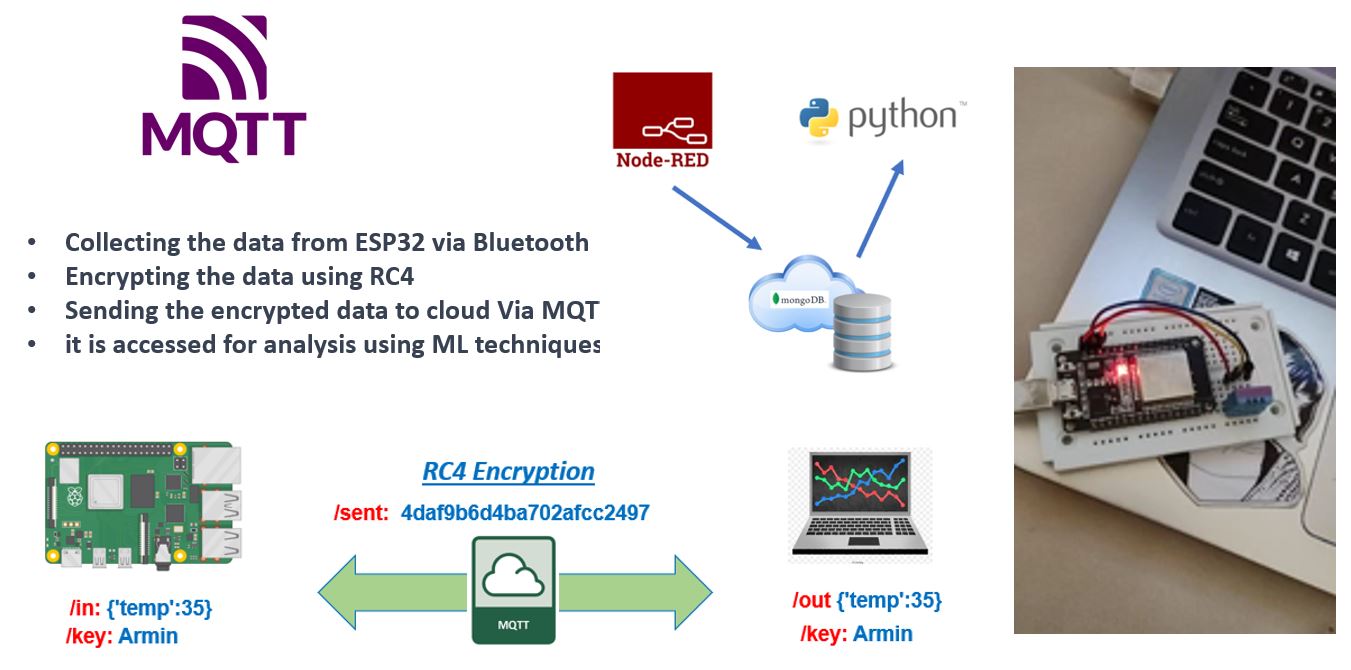 MQTT
Node-RED
python™
• Collecting the data from ESP32 via Bluetooth
• Encrypting the data using RC4
• Sending the encrypted data to cloud Via MQT
• it is accessed for analysis using ML techniques
mongoDB.
RC4 Encryption
/sent: 4daf9b6d4ba702afcc2497
MQTT
/in: {'temp':35}
/key: Armin
/out {'temp':35}
/key: Armin